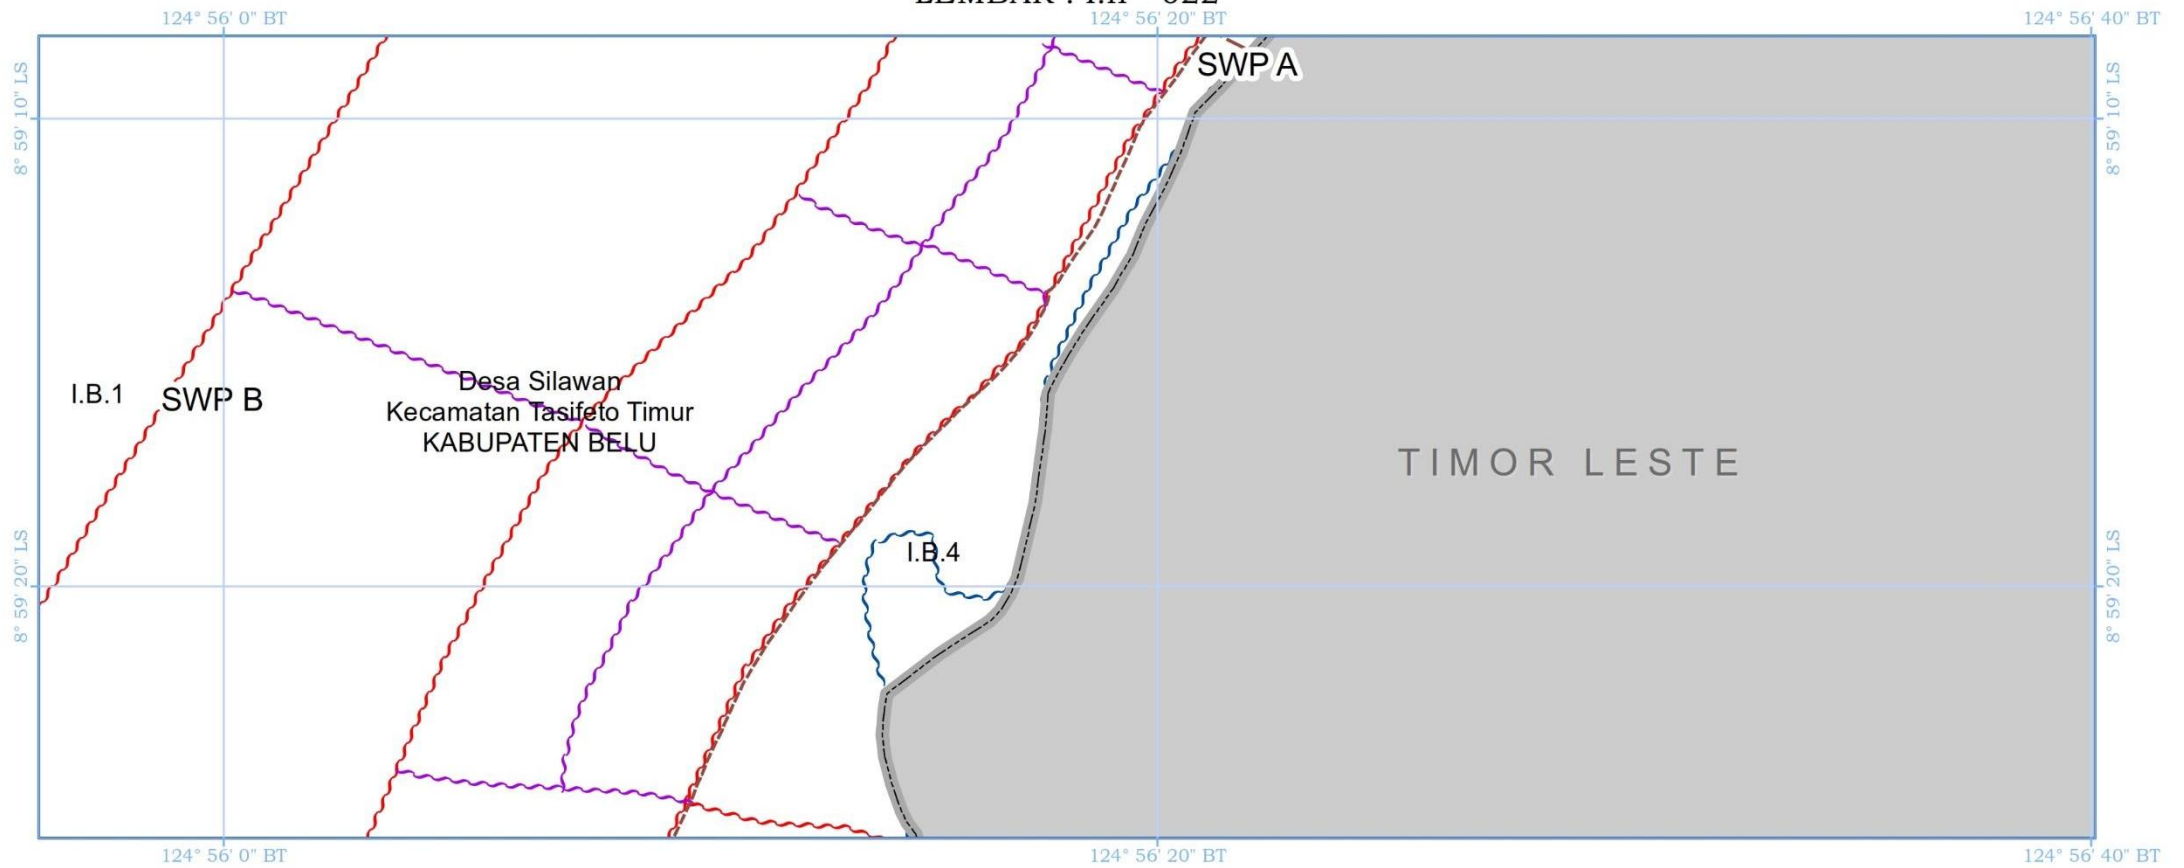 124° 56' 0" BT
124° 56' 20" BT
124° 56' 40" BT
8° 59' 10" LS
SWP A
8° 59' 10" LS
I.B.1
SWP B
Desa Silawan
Kecamatan Tasifeto Timur
KABUPATEN BELU
TIMOR LESTE
8° 59' 20" LS
I.B.4
8° 59' 20" LS
124° 56' 0" BT
124° 56' 20" BT
124° 56' 40" BT